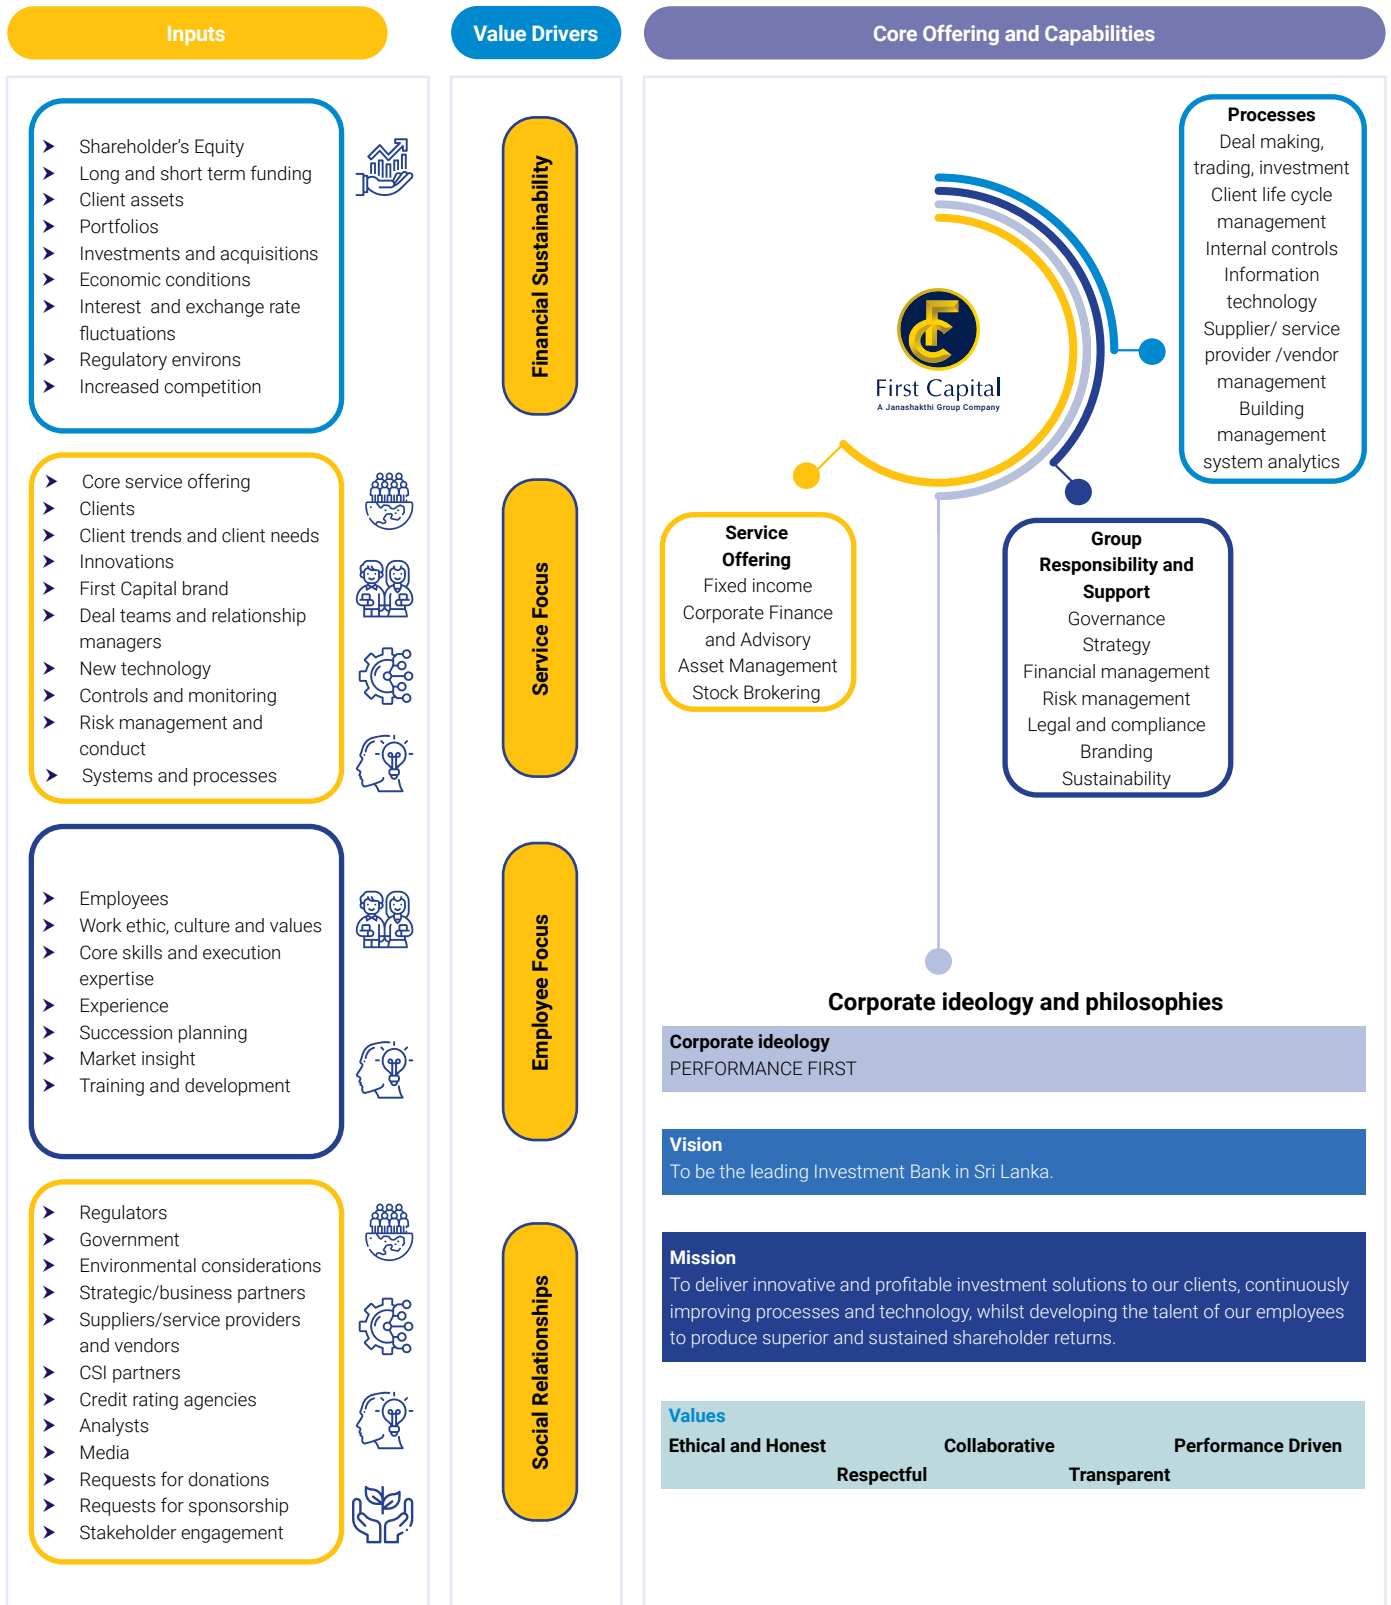 Inputs
Value Drivers
Core Offering and Capabilities
Shareholder's Equity
Long and short term funding
Client assets
Portfolios
Investments and acquisitions
Economic conditions
Interest and exchange rate
fluctuations
Regulatory environs
Increased competition
Core service offering
Clients
Client trends and client needs
Innovations
First Capital brand
Deal teams and relationship
managers
New technology
Controls and monitoring
Risk management and
conduct
Systems and processes
Employees
Work ethic, culture and values
Core skills and execution
expertise
Experience
Succession planning
Market insight
Training and development
Regulators
Government
Environmental considerations
Strategic/business partners
Suppliers/service providers
and vendors
CSI partners
Credit rating agencies
Analysts
Media
Requests for donations
Requests for sponsorship
Stakeholder engagement
Financial Sustainability
Service Focus
Employee Focus
Social Relationships
First Capital
A Janashakthi Group Company
Processes
Deal making,
trading, investment
Client life cycle
management
Internal controls
Information
technology
Supplier/ service
provider /vendor
management
Building
management
system analytics
Service
Offering
Fixed income
Corporate Finance
and Advisory
Asset Management
Stock Brokering
Group
Responsibility and
Support
Governance
Strategy
Financial management
Risk management
Legal and compliance
Branding
Sustainability
Corporate ideology and philosophies
Corporate ideology
PERFORMANCE FIRST
Vision
To be the leading Investment Bank in Sri Lanka.
Mission
To deliver innovative and profitable investment solutions to our clients, continuously
improving processes and technology, whilst developing the talent of our employees
to produce superior and sustained shareholder returns.
Values
Ethical and Honest Collaborative Performance Driven
Respectful Transparent